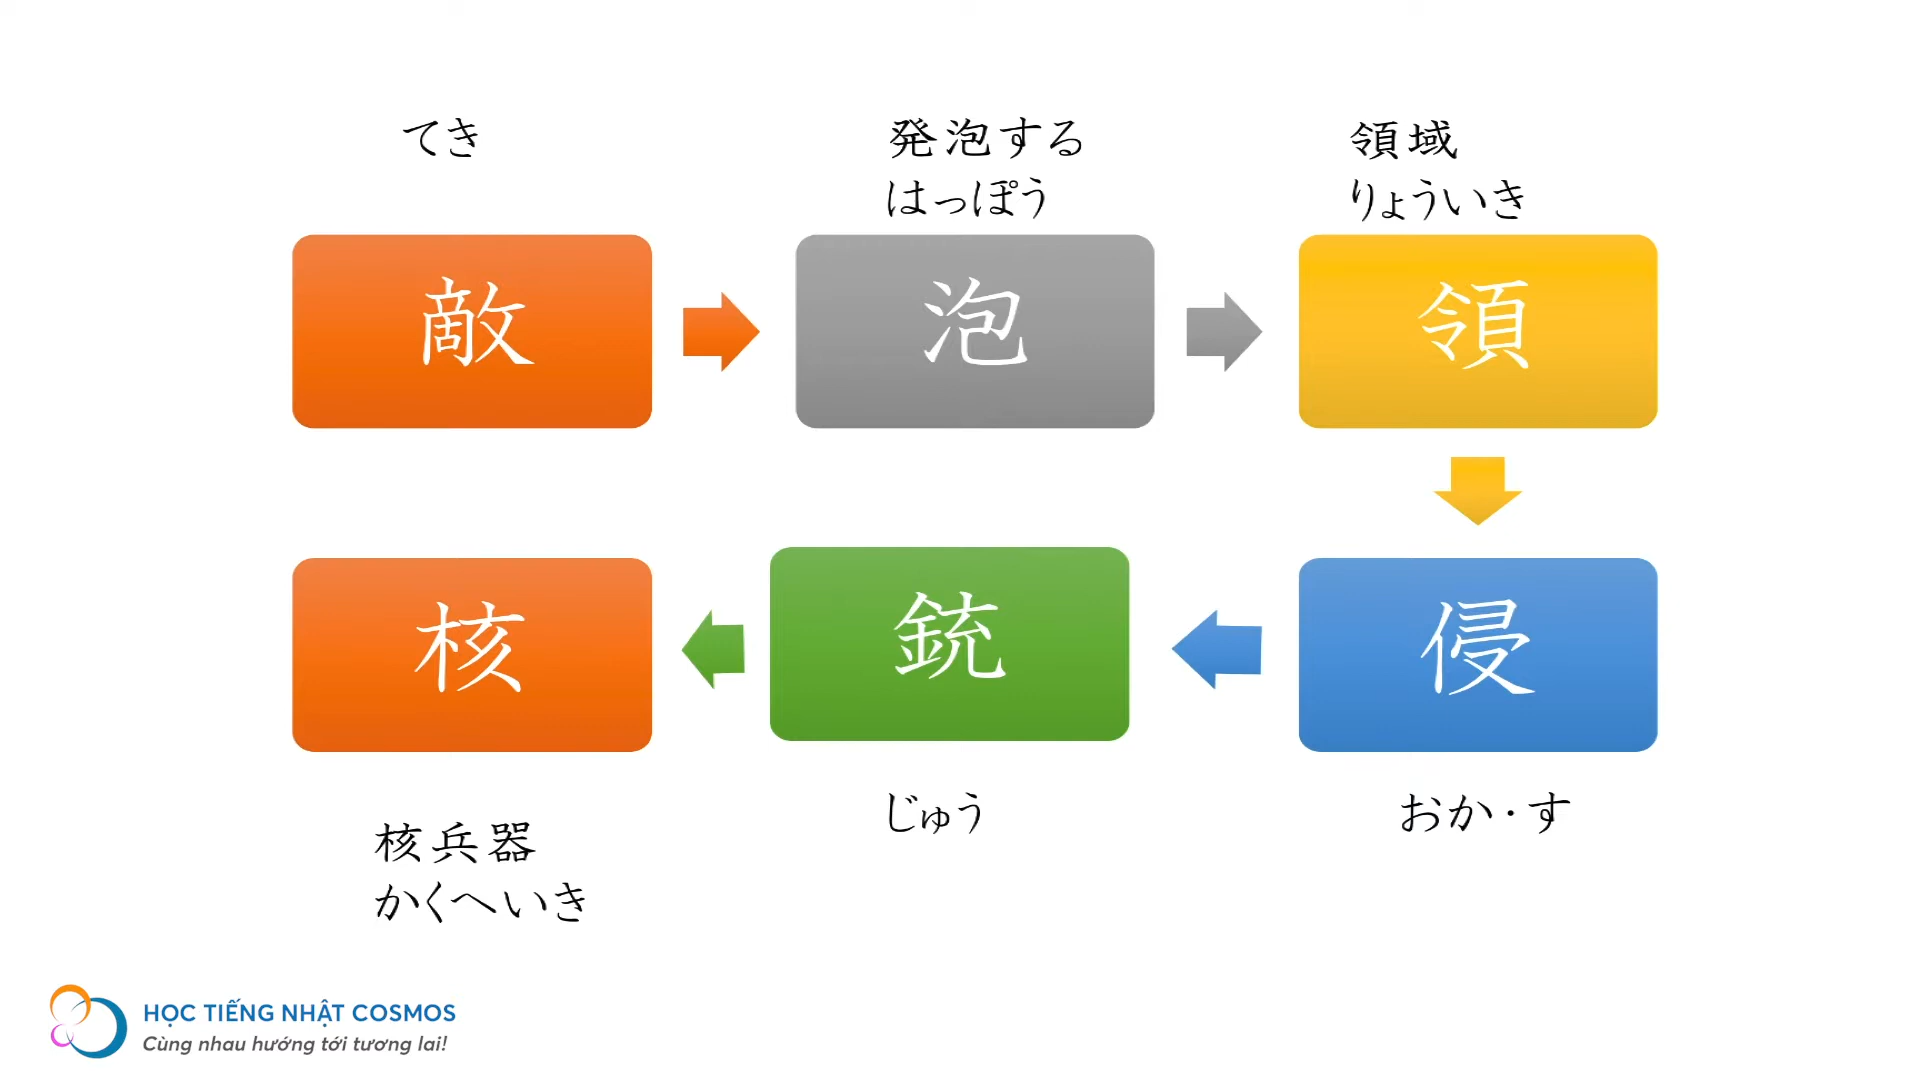 てき
発泡する
はっぽう
領域
りょういき
敵
泡
領
核
銃
侵
核兵器
かくへいき
じゅう
おか・す
HỌC TIẾNG NHẬT COSMOS
Cùng nhau hướng tới tương lai!